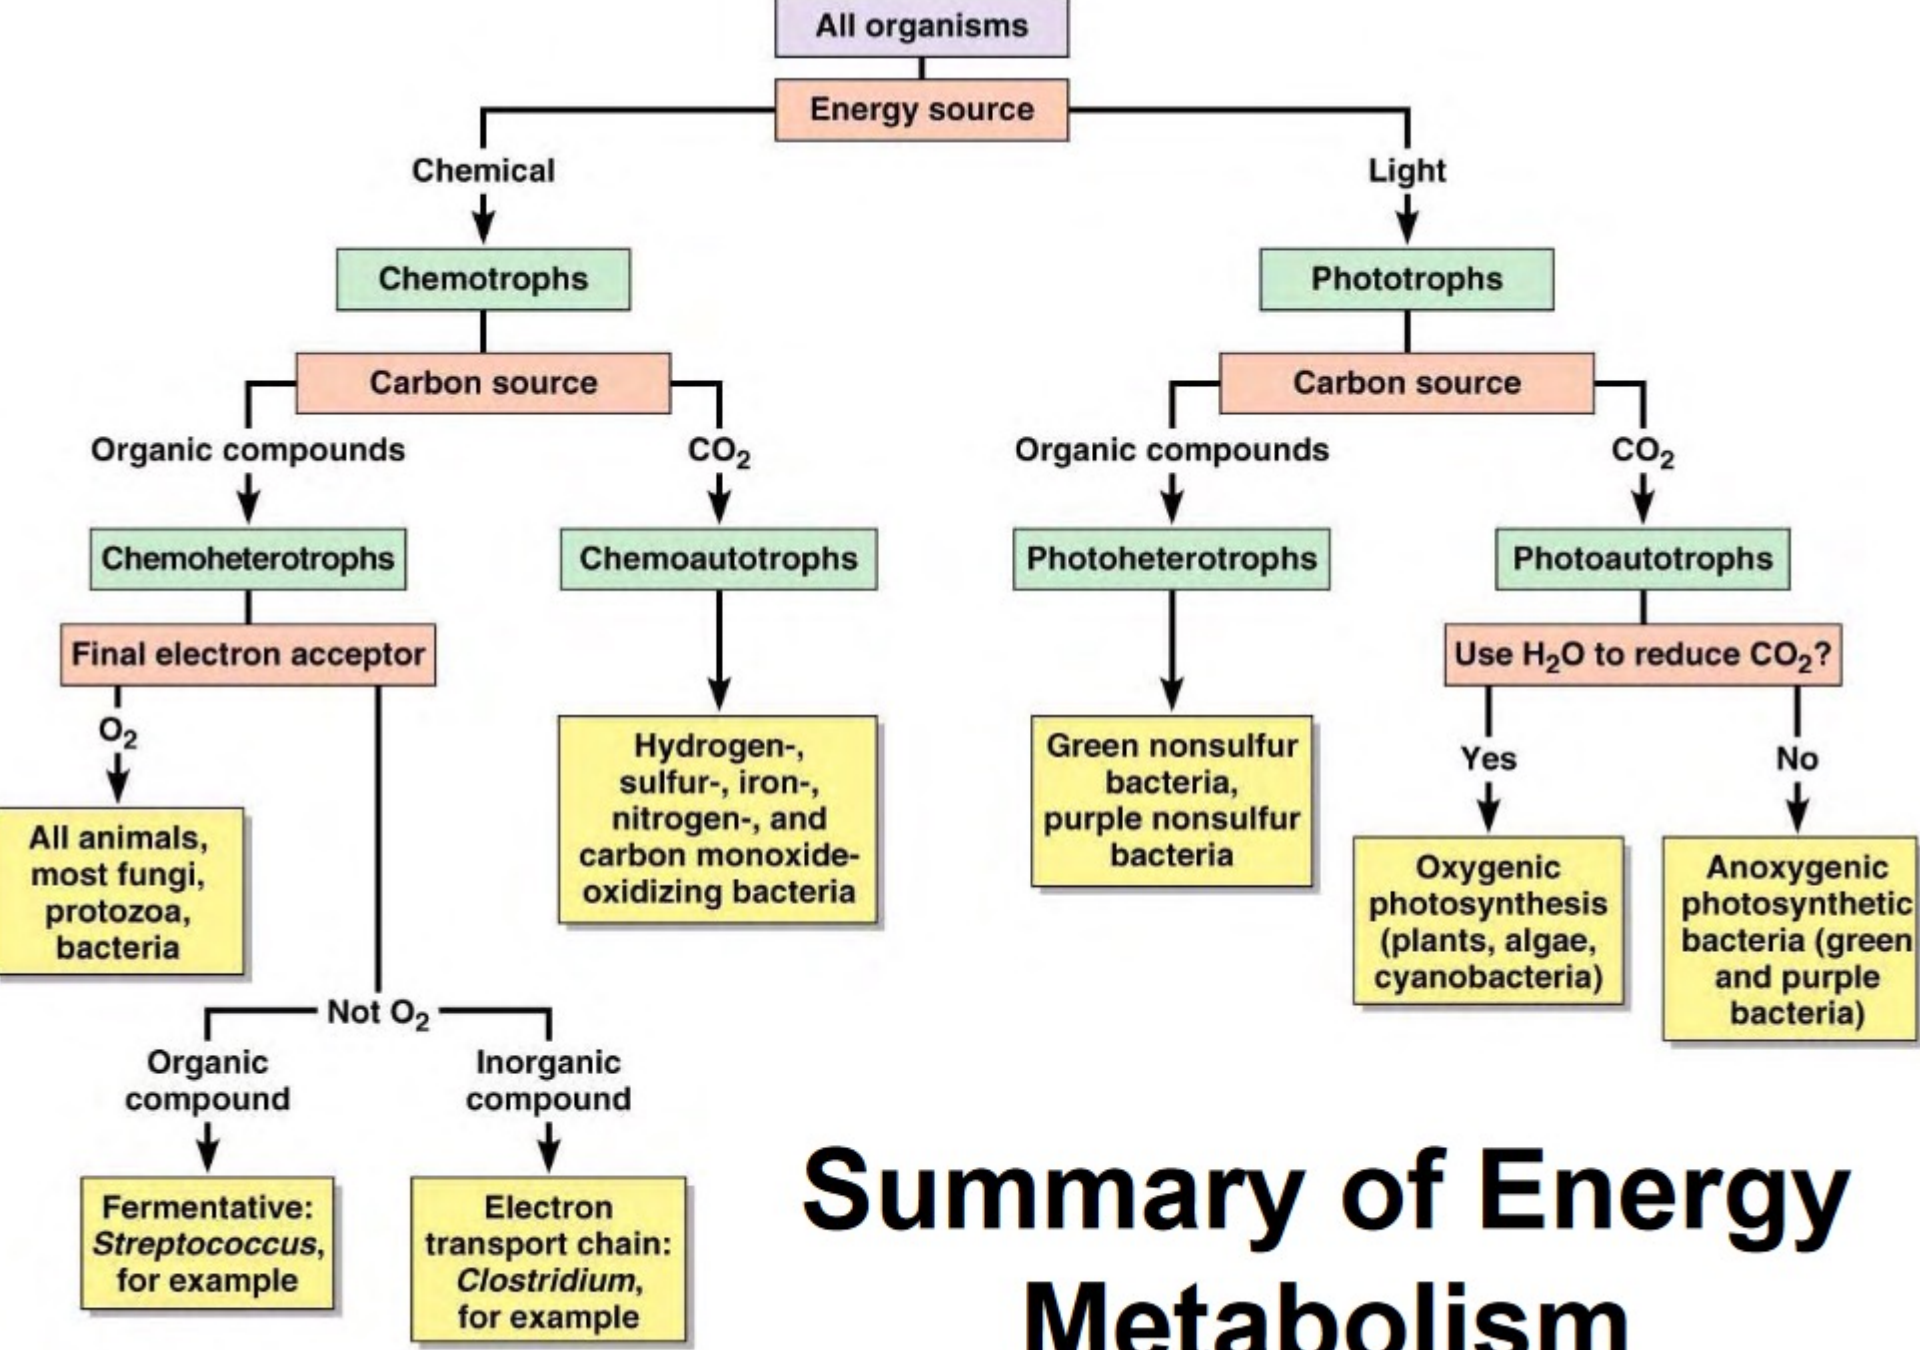 All organisms
Energy source
Chemical
Light
Chemotrophs
Phototrophs
Carbon source
Carbon source
Organic compounds
CO₂
Organic compounds
CO₂
Chemoheterotrophs
Chemoautotrophs
Photoheterotrophs
Photoautotrophs
Final electron acceptor
Use H₂O to reduce CO₂?
O₂
Yes
No
All animals,
most fungi,
protozoa,
bacteria
Hydrogen-,
sulfur-, iron-,
nitrogen-, and
carbon monoxide-
oxidizing bacteria
Green nonsulfur
bacteria,
purple nonsulfur
bacteria
Oxygenic
photosynthesis
(plants, algae,
cyanobacteria)
Anoxygenic
photosynthetic
bacteria (green
and purple
bacteria)
Not O₂
Organic
compound
Inorganic
compound
Fermentative:
Streptococcus,
for example
Electron
transport chain:
Clostridium,
for example
Summary of Energy
Metabolism